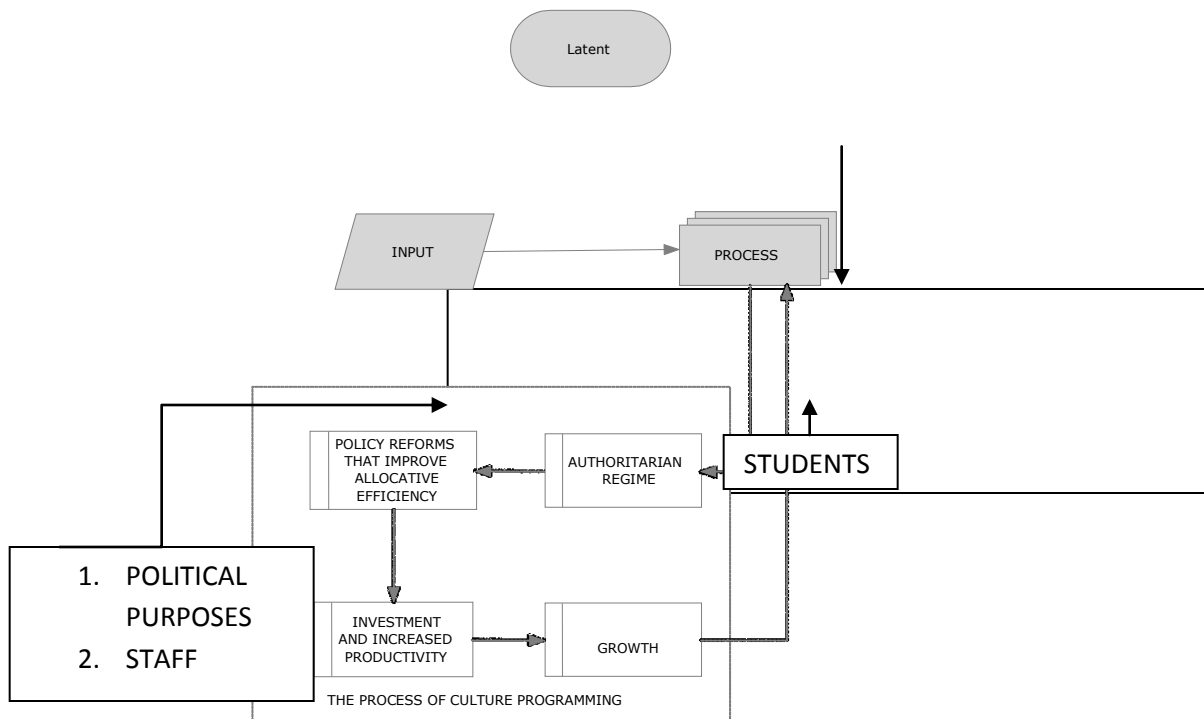 Latent
INPUT
PROCESS
POLICY REFORMS
THAT IMPROVE
ALLOCATIVE
EFFICIENCY
AUTHORITARIAN
REGIME
STUDENTS
1. POLITICAL
PURPOSES
2. STAFF
INVESTMENT
AND INCREASED
PRODUCTIVITY
GROWTH
THE PROCESS OF CULTURE PROGRAMMING